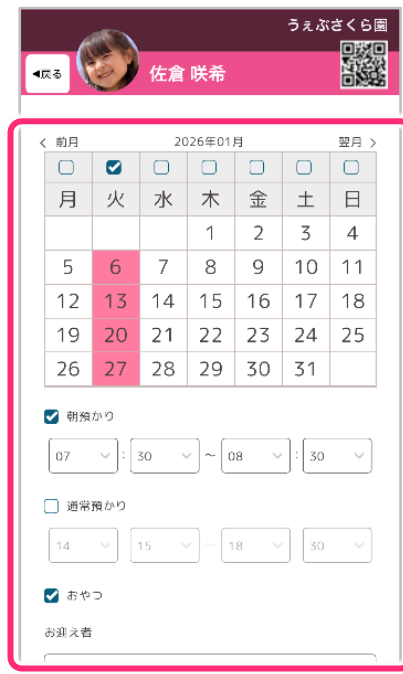 うぇぶさくら園
◀戻る 佐倉 咲希
< 前月 2026年01月 翌月 >
月 火 水 木 金 土 日
1 2 3 4
5 6 7 8 9 10 11
12 13 14 15 16 17 18
19 20 21 22 23 24 25
26 27 28 29 30 31
朝預かり
07 : 30 ~ 08 : 30
通常預かり
14 : 15 ~ 18 : 30
おやつ
お迎え者